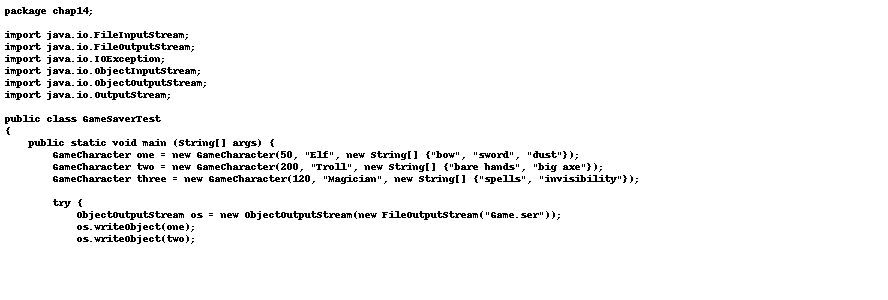 package chap14;

import java.io.FileInputStream;
import java.io.FileOutputStream;
import java.io.IOException;
import java.io.ObjectInputStream;
import java.io.ObjectOutputStream;
import java.io.OutputStream;

public class GameSaverTest
{
    public static void main (String[] args) {
        GameCharacter one = new GameCharacter(50, "Elf", new String[] {"bow", "sword", "dust"});
        GameCharacter two = new GameCharacter(200, "Troll", new String[] {"bare hands", "big axe"});
        GameCharacter three = new GameCharacter(120, "Magician", new String[] {"spells", "invisibility"});

        try {
            ObjectOutputStream os = new ObjectOutputStream(new FileOutputStream("Game.ser"));
            os.writeObject(one);
            os.writeObject(two);